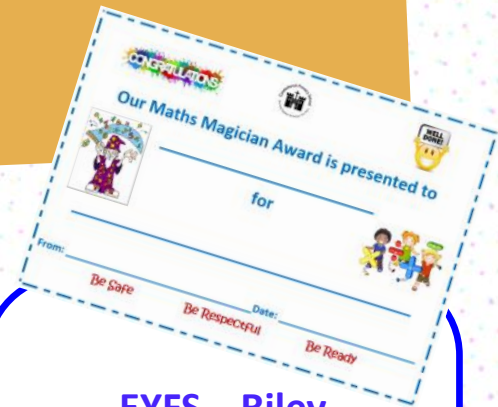 CONGRATULATIONS
WELL DONE!
Our Maths Magician Award is presented to
for
From:
Date:
Be Safe
Be Respectful
Be Ready
EYFS – Riley